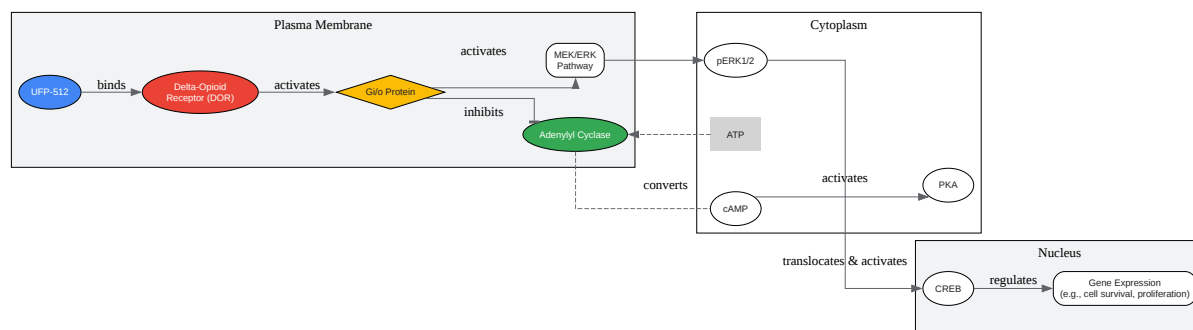 Plasma Membrane
Cytoplasm
activates
MEK/ERK
Pathway
pERK1/2
UFP-512
binds
Delta-Opioid
Receptor (DOR)
activates
Gi/o Protein
inhibits
Adenylyl Cyclase
ATP
converts
cAMP
activates
PKA
Nucleus
translocates & activates
CREB
regulates
Gene Expression
(e.g., cell survival, proliferation)